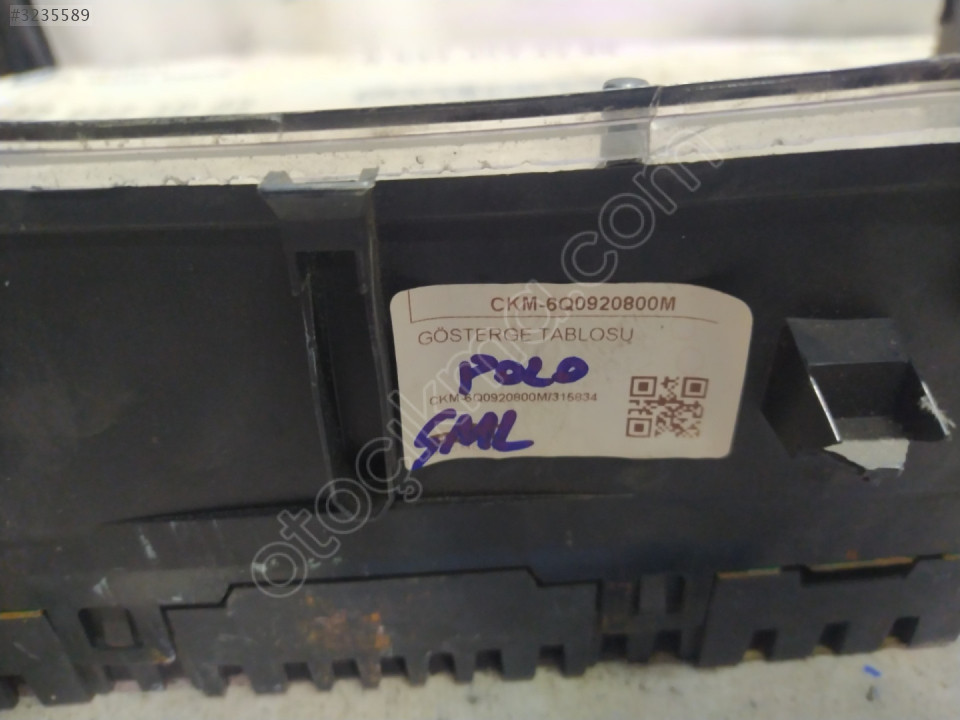 #3235589
CKM-6Q0920800M
GÖSTERGE TABLOSU
POLO
CKM-6Q0920800M/315834
SML
otoçıkma.com